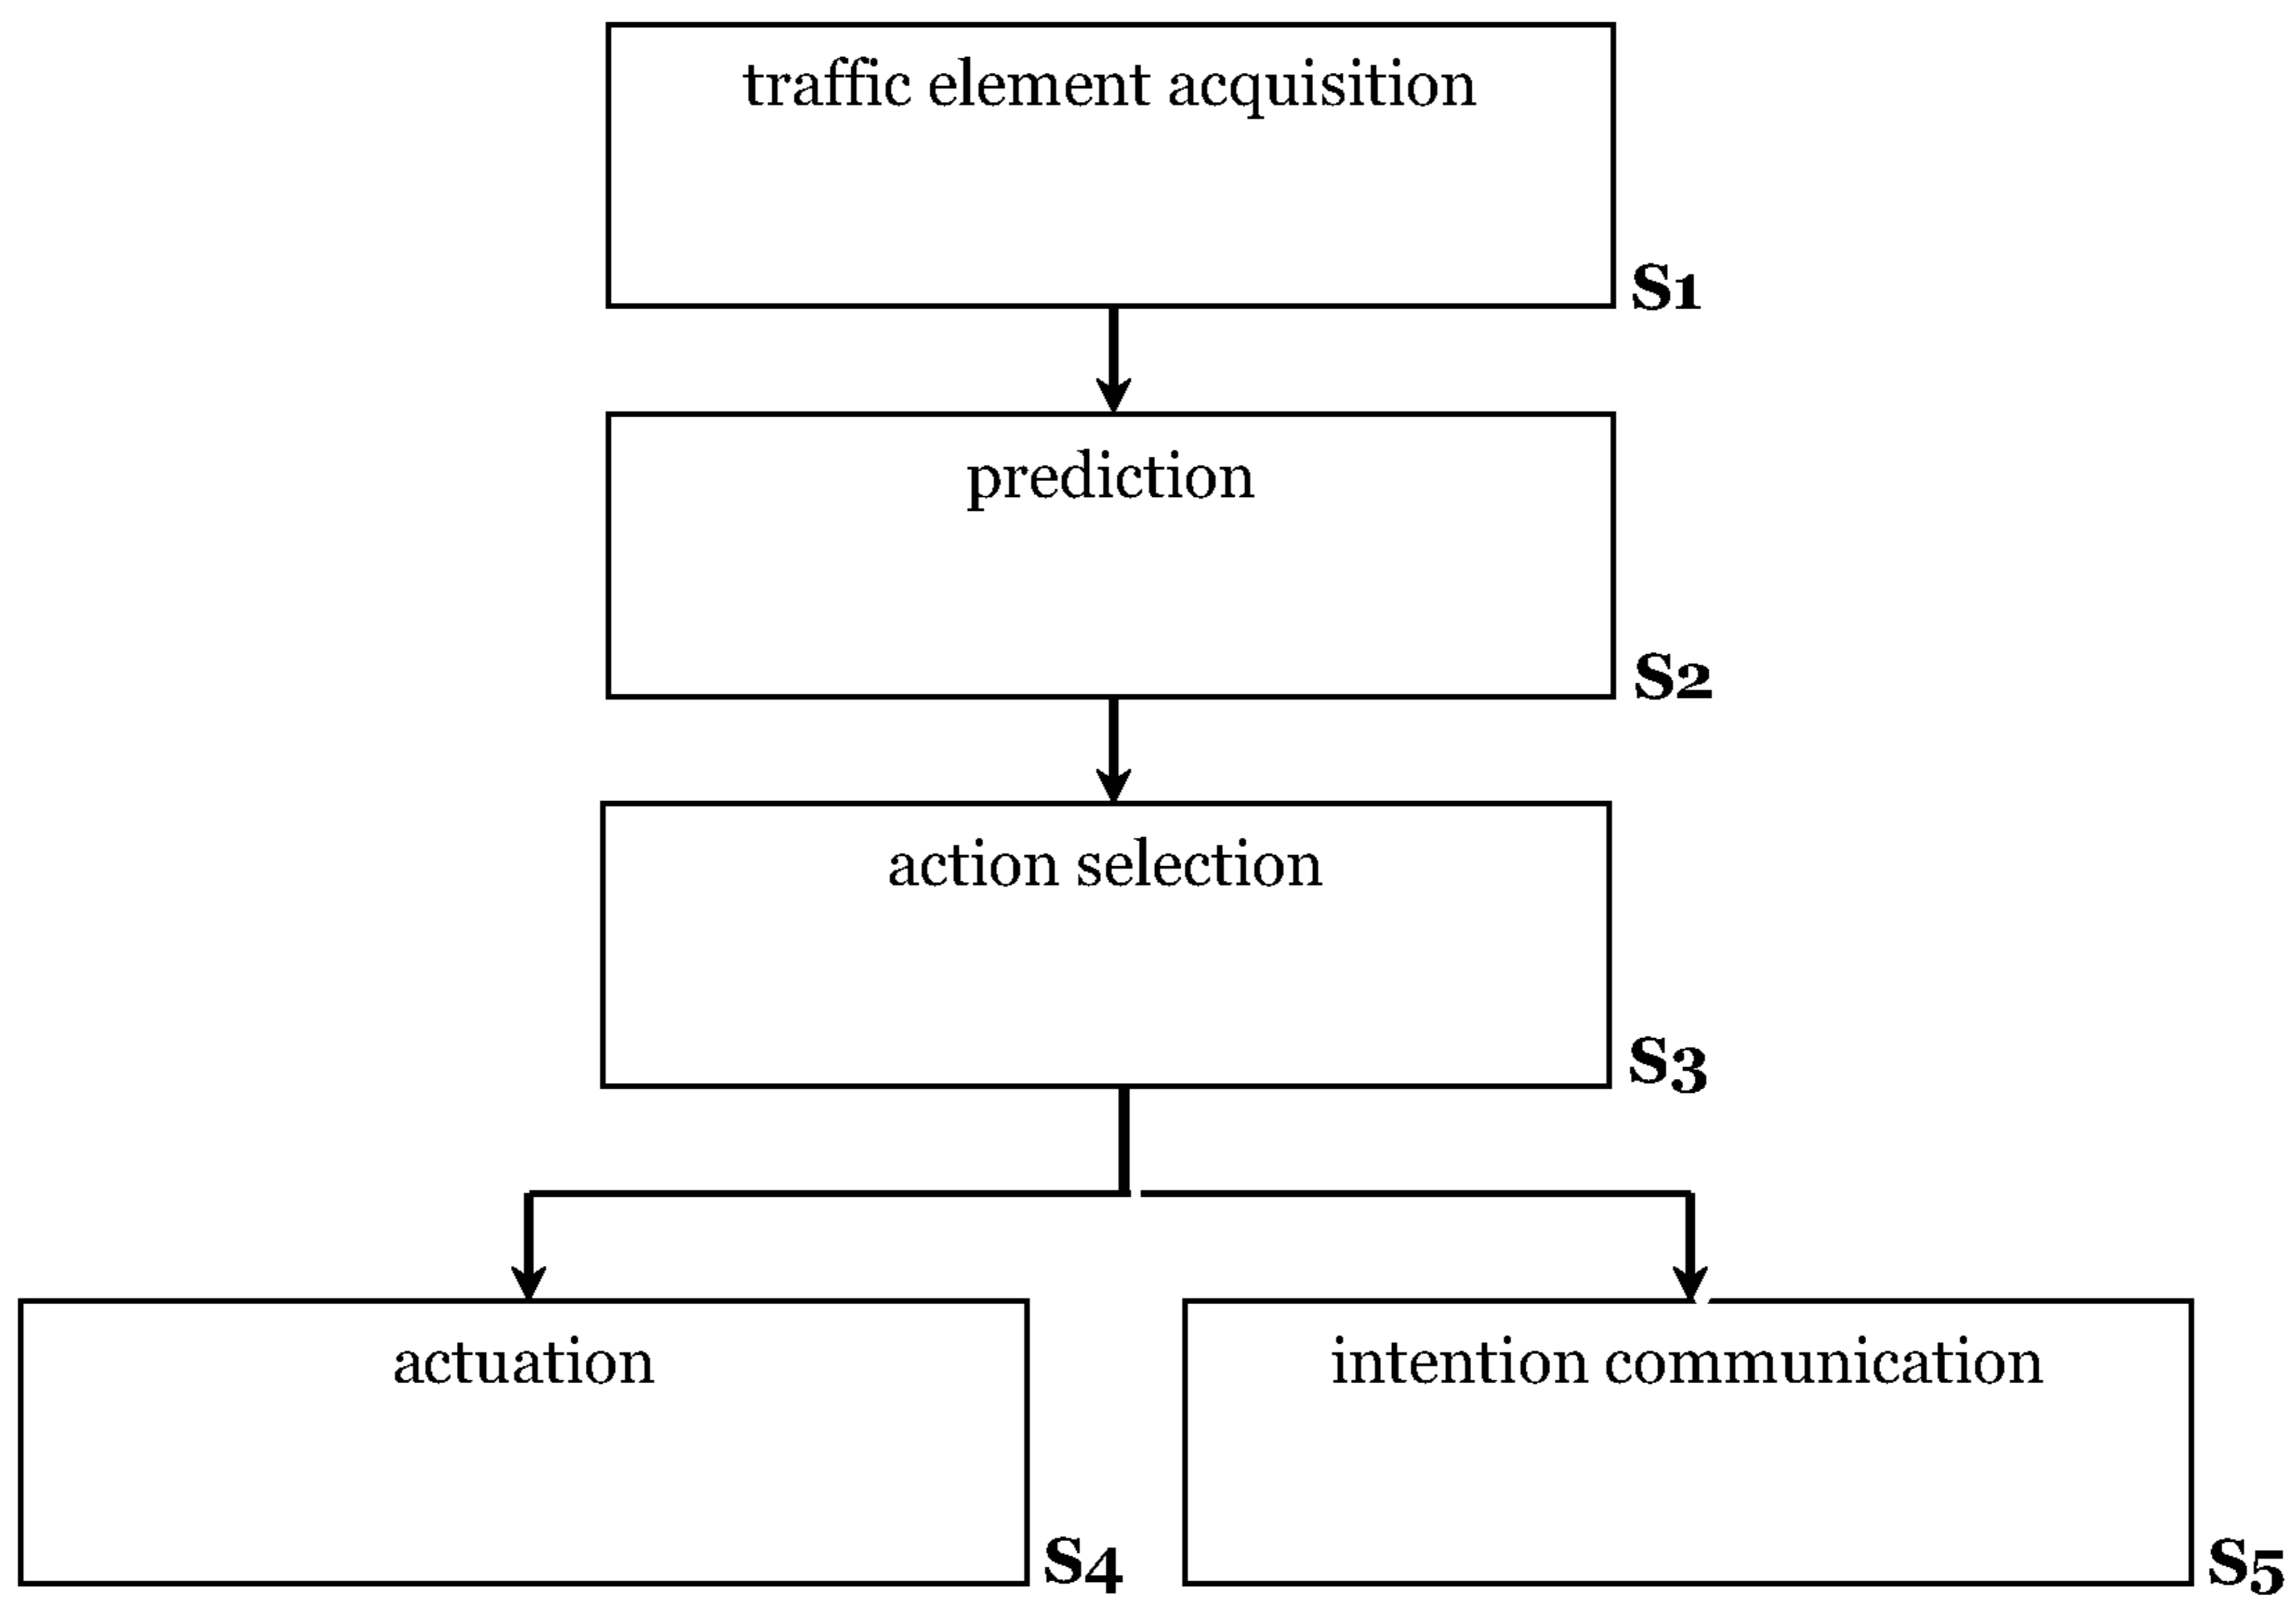 traffic element acquisition
S1
prediction
S2
action selection
S3
actuation
S4
intention communication
S5